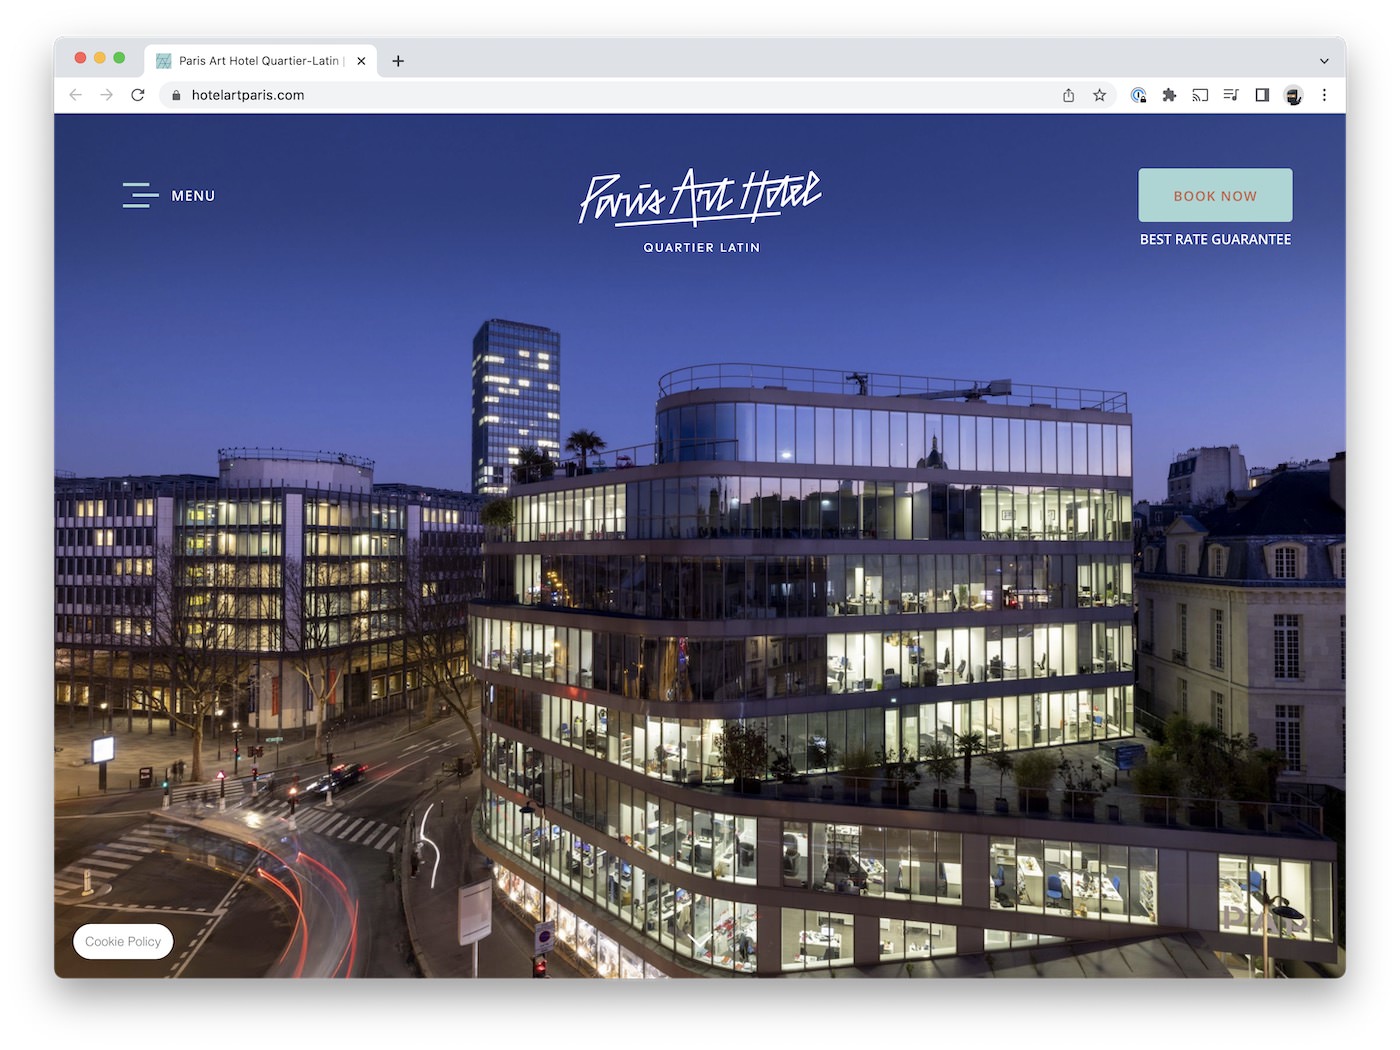 Paris Art Hotel Quartier-Latin |
hotelartparis.com
MENU
Paris Art Hotel
QUARTIER LATIN
BOOK NOW
BEST RATE GUARANTEE
Cookie Policy